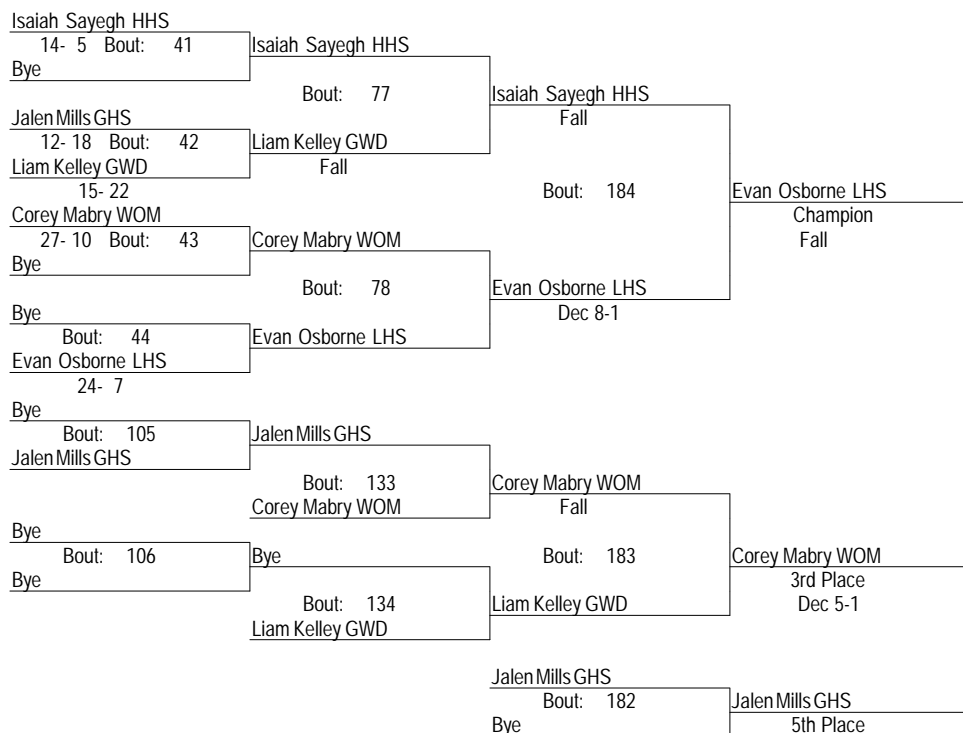 Isaiah Sayegh HHS
14- 5 Bout: 41
Bye
Isaiah Sayegh HHS
Bout: 77
Jalen Mills GHS
12- 18 Bout: 42
Liam Kelley GWD
15- 22
Liam Kelley GWD
Fall
Isaiah Sayegh HHS
Fall
Bout: 184
Corey Mabry WOM
27- 10 Bout: 43
Bye
Corey Mabry WOM
Bout: 78
Bye
Bout: 44
Evan Osborne LHS
24- 7
Evan Osborne LHS
Evan Osborne LHS
Dec 8-1
Evan Osborne LHS
Champion
Fall
Bye
Bout: 105
Jalen Mills GHS
Jalen Mills GHS
Bout: 133
Corey Mabry WOM
Corey Mabry WOM
Fall
Bye
Bout: 106
Bye
Bye
Bout: 134
Liam Kelley GWD
Bout: 183
Liam Kelley GWD
Corey Mabry WOM
3rd Place
Dec 5-1
Jalen Mills GHS
Bout: 182
Bye
Jalen Mills GHS
5th Place